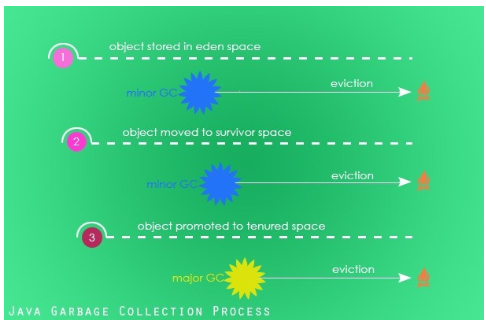 object stored in eden space
1
eviction
minor GC
object moved to survivor space
2
eviction
minor GC
object promoted to tenured space
3
eviction
major GC
Java Garbage Collection Process